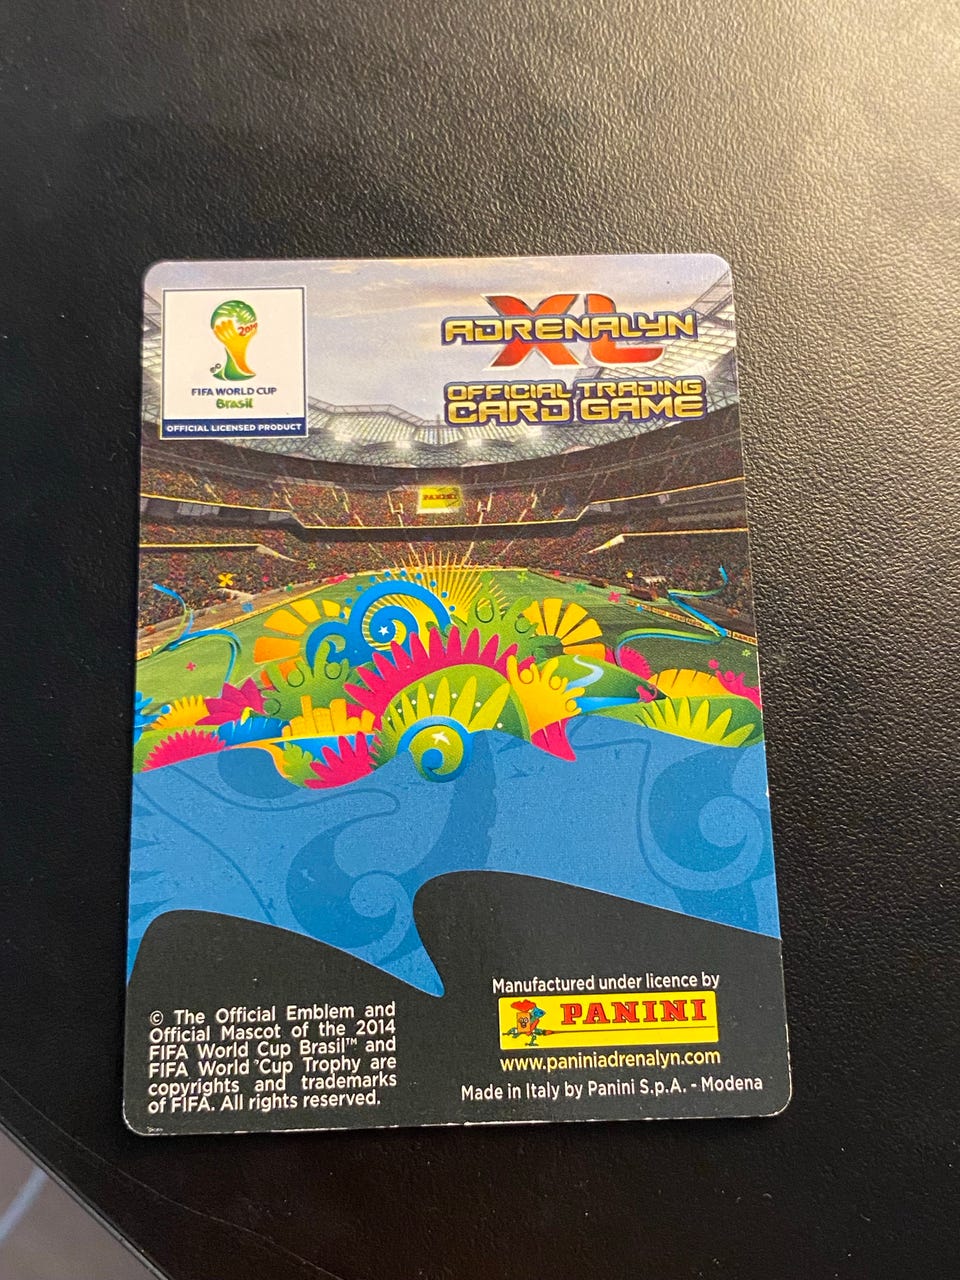 2014
FIFA WORLD CUP
Brasil
OFFICIAL LICENSED PRODUCT
ADRENALYN
XL
OFFICIAL TRADING
CARD GAME
PANINI
© The Official Emblem and
Official Mascot of the 2014
FIFA World Cup Brasil™ and
FIFA World Cup Trophy are
copyrights and trademarks
of FIFA. All rights reserved.
Manufactured under licence by
PANINI
www.paniniadrenalyn.com
Made in Italy by Panini S.p.A. - Modena